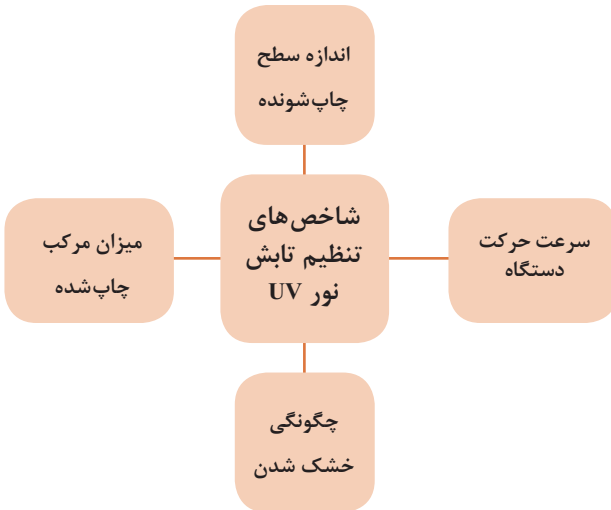 اندازه سطح
چاپ‌شونده
شاخص‌های
تنظیم تابش
نور UV
سرعت حرکت
دستگاه
میزان مرکب
چاپ‌شده
چگونگی
خشک شدن